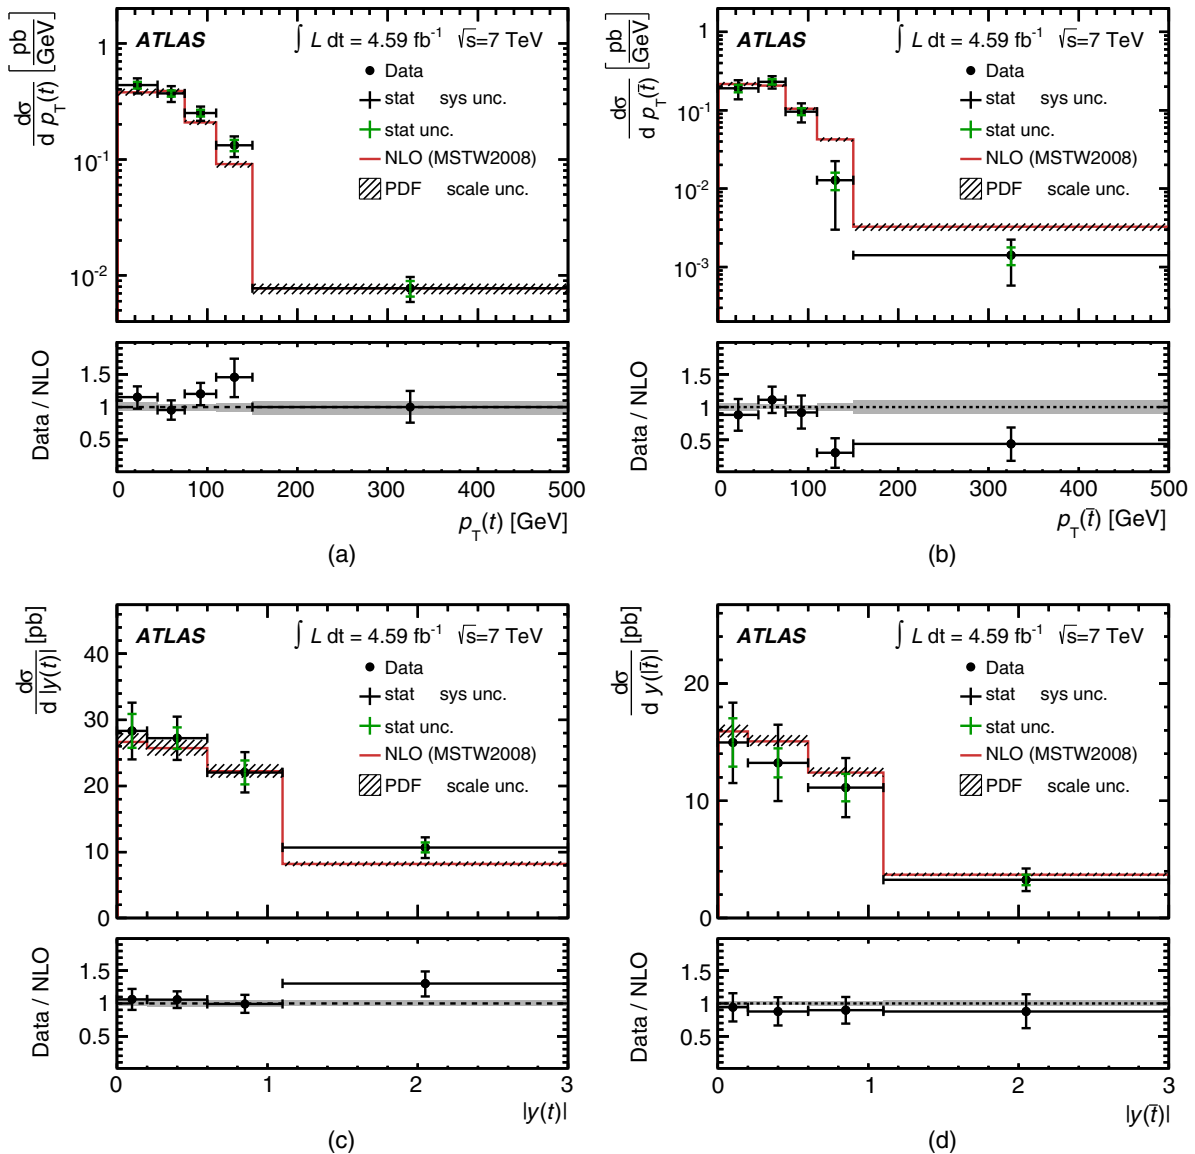 dσ/d p_T(t) [pb/GeV]
1
10⁻¹
10⁻²
ATLAS ∫ L dt = 4.59 fb⁻¹ √s=7 TeV
Data
stat sys unc.
stat unc.
NLO (MSTW2008)
PDF scale unc.
Data / NLO
1.5
1
0.5
0 100 200 300 400 500
p_T(t) [GeV]
(a)
dσ/d p_T(t̄) [pb/GeV]
1
10⁻¹
10⁻²
10⁻³
ATLAS ∫ L dt = 4.59 fb⁻¹ √s=7 TeV
Data
stat sys unc.
stat unc.
NLO (MSTW2008)
PDF scale unc.
Data / NLO
1.5
1
0.5
0 100 200 300 400 500
p_T(t̄) [GeV]
(b)
dσ/d |y(t)| [pb]
40
30
20
10
0
ATLAS ∫ L dt = 4.59 fb⁻¹ √s=7 TeV
Data
stat sys unc.
stat unc.
NLO (MSTW2008)
PDF scale unc.
Data / NLO
1.5
1
0.5
0 1 2 3
|y(t)|
(c)
dσ/d y(|t̄)| [pb]
20
10
0
ATLAS ∫ L dt = 4.59 fb⁻¹ √s=7 TeV
Data
stat sys unc.
stat unc.
NLO (MSTW2008)
PDF scale unc.
Data / NLO
1.5
1
0.5
0 1 2 3
|y(t̄)|
(d)